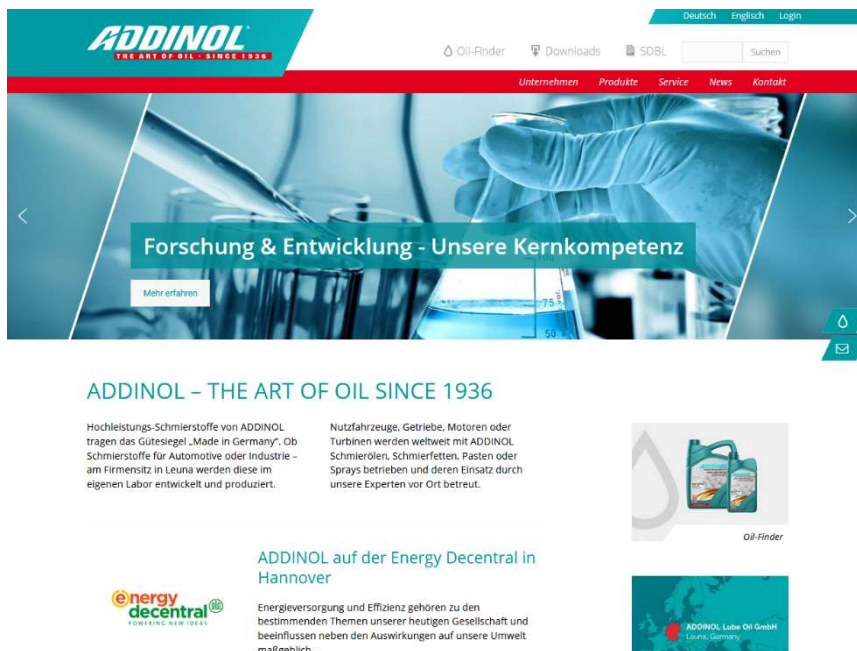 Deutsch Englisch Login
ADDINOL
THE ART OF OIL - SINCE 1936
Oil-Finder Downloads SDBL Suchen
Unternehmen Produkte Service News Kontakt
Forschung & Entwicklung - Unsere Kernkompetenz
Mehr erfahren
75
50
ADDINOL – THE ART OF OIL SINCE 1936
Hochleistungs-Schmierstoffe von ADDINOL
tragen das Gütesiegel „Made in Germany“. Ob
Schmierstoffe für Automotive oder Industrie –
am Firmensitz in Leuna werden diese im
eigenen Labor entwickelt und produziert.
Nutzfahrzeuge, Getriebe, Motoren oder
Turbinen werden weltweit mit ADDINOL
Schmierölen, Schmierfetten, Pasten oder
Sprays betrieben und deren Einsatz durch
unsere Experten vor Ort betreut.
Oil-Finder
ADDINOL auf der Energy Decentral in
Hannover
energy
decentral
POWERING NEW IDEAS
Energieversorgung und Effizienz gehören zu den
bestimmenden Themen unserer heutigen Gesellschaft und
beeinflussen neben den Auswirkungen auf unsere Umwelt
maßgeblich
ADDINOL Lube Oil GmbH
Leuna, Germany